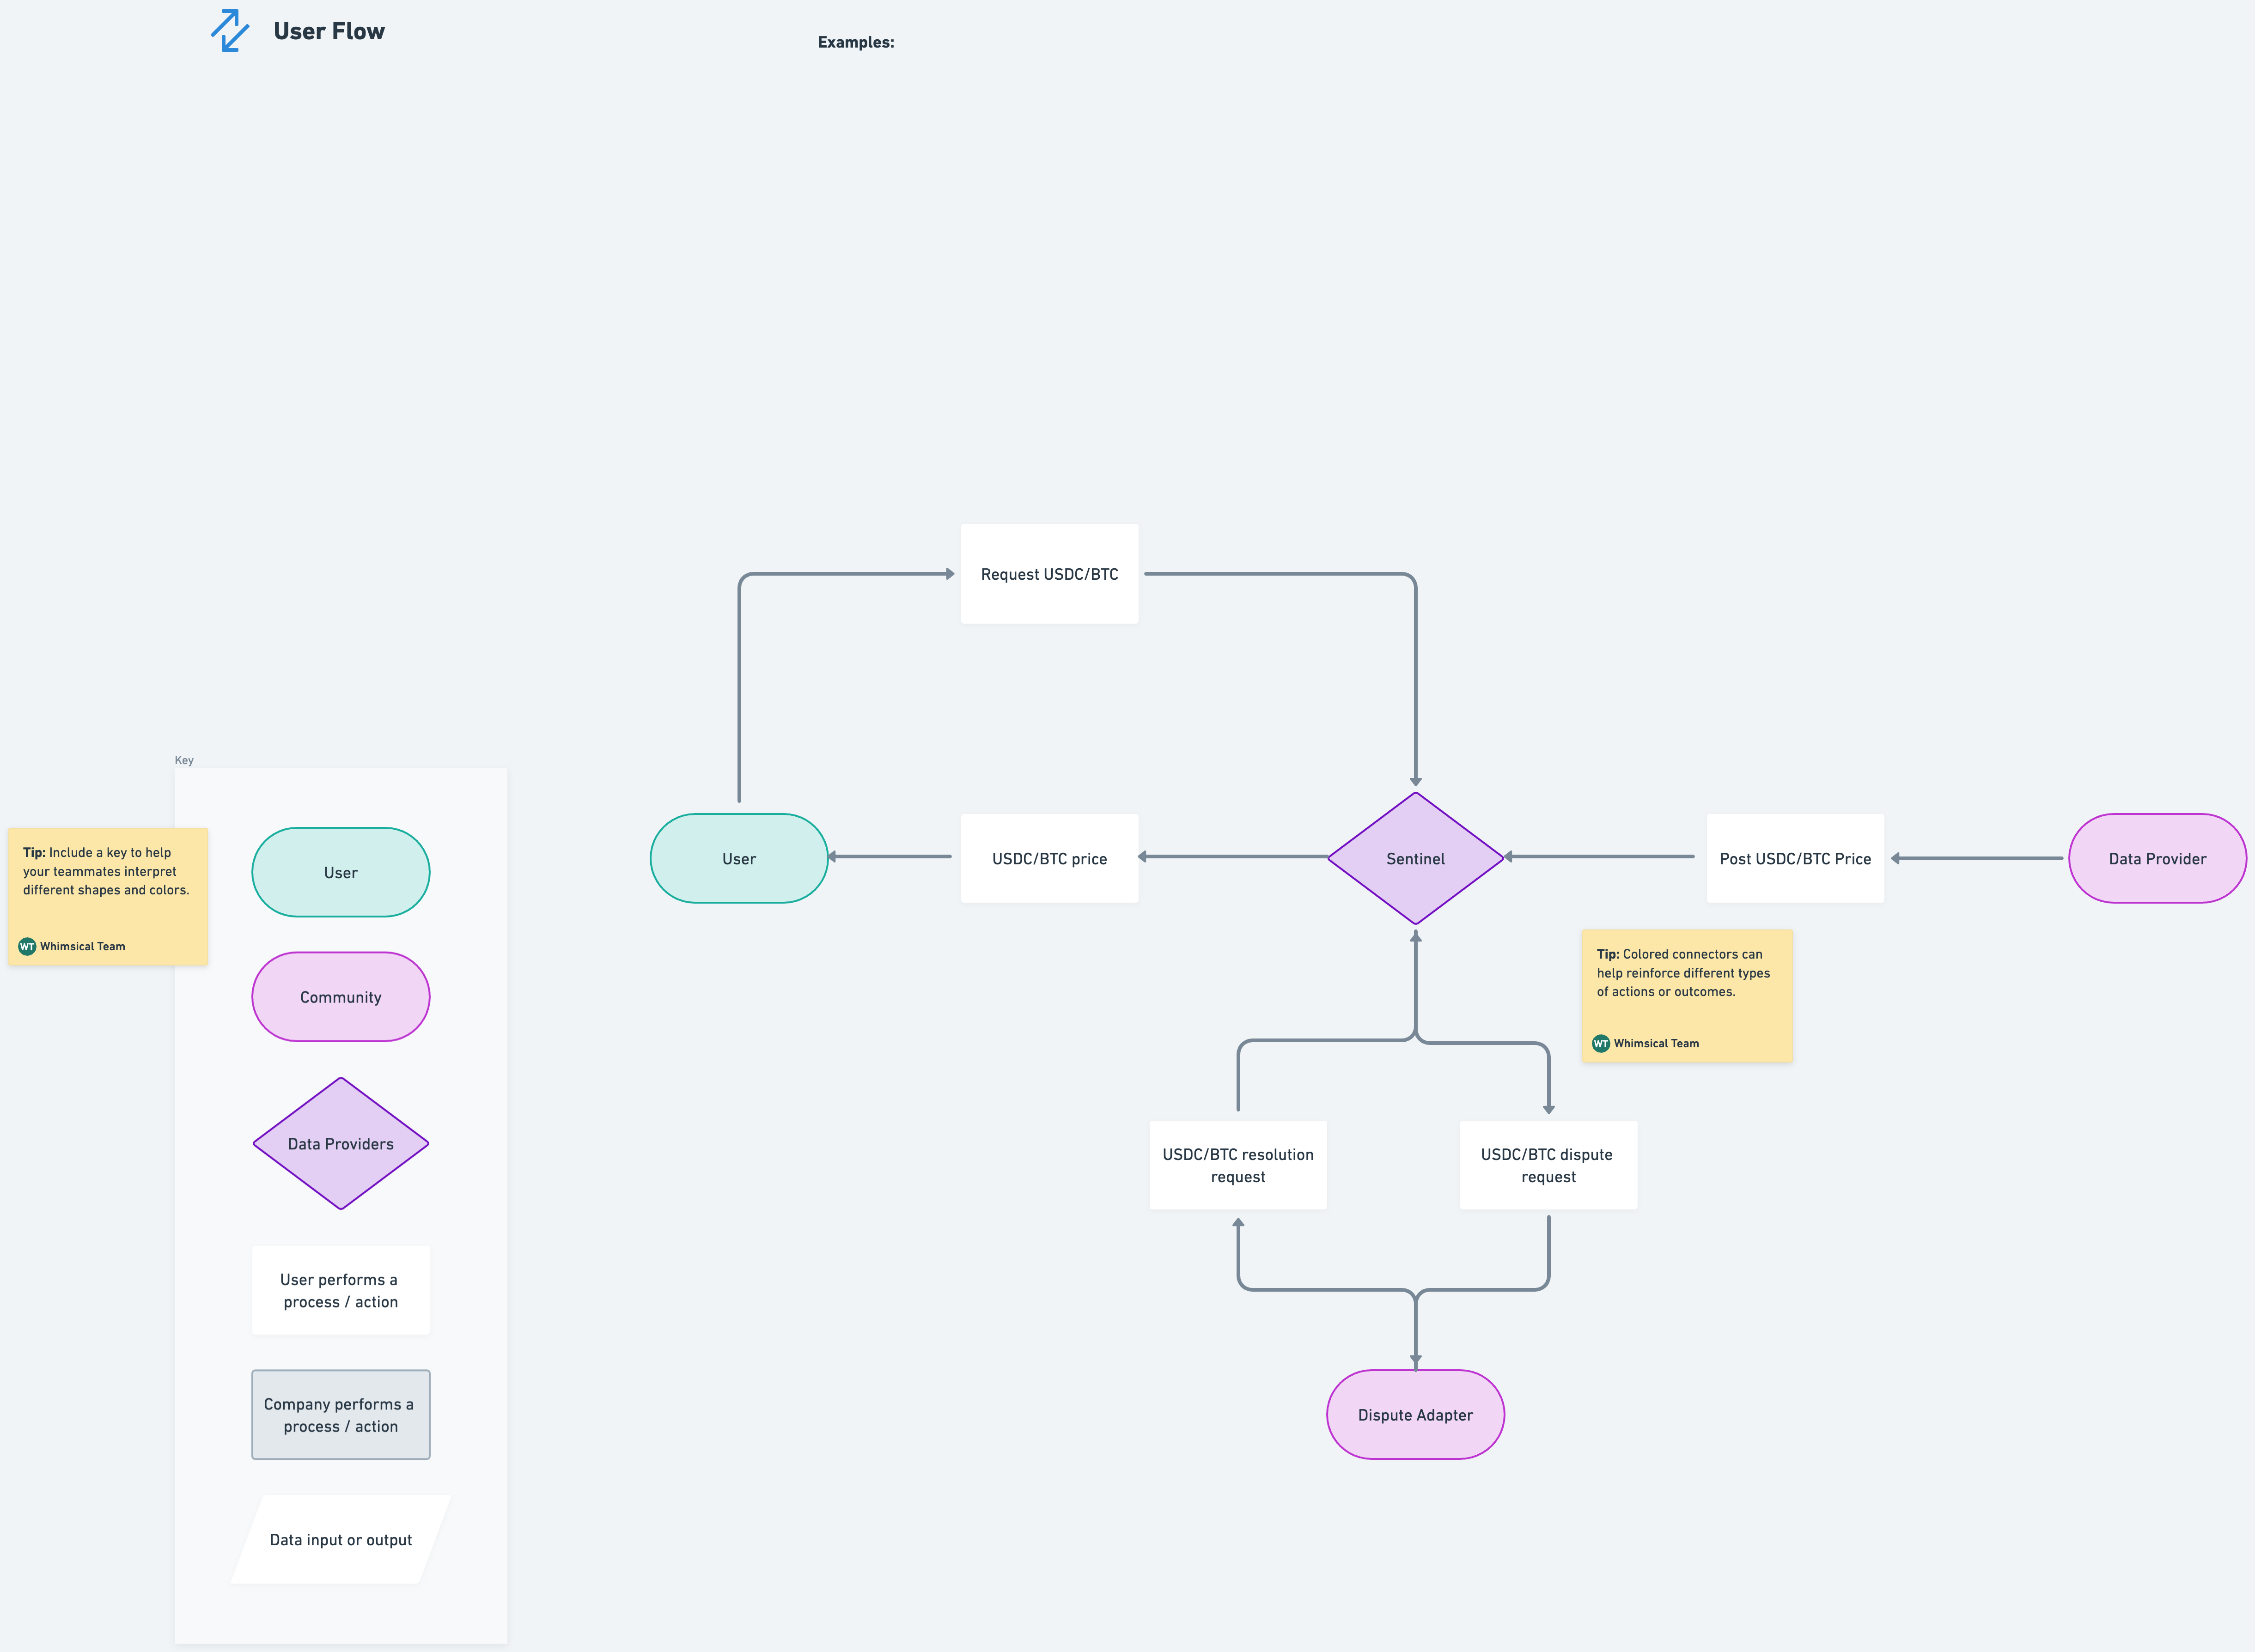 User Flow
Examples:
Request USDC/BTC
Key
Tip: Include a key to help
your teammates interpret
different shapes and colors.
WT Whimsical Team
User
Community
Data Providers
User performs a
process / action
Company performs a
process / action
Data input or output
User
USDC/BTC price
Sentinel
Post USDC/BTC Price
Data Provider
Tip: Colored connectors can
help reinforce different types
of actions or outcomes.
WT Whimsical Team
USDC/BTC resolution
request
USDC/BTC dispute
request
Dispute Adapter